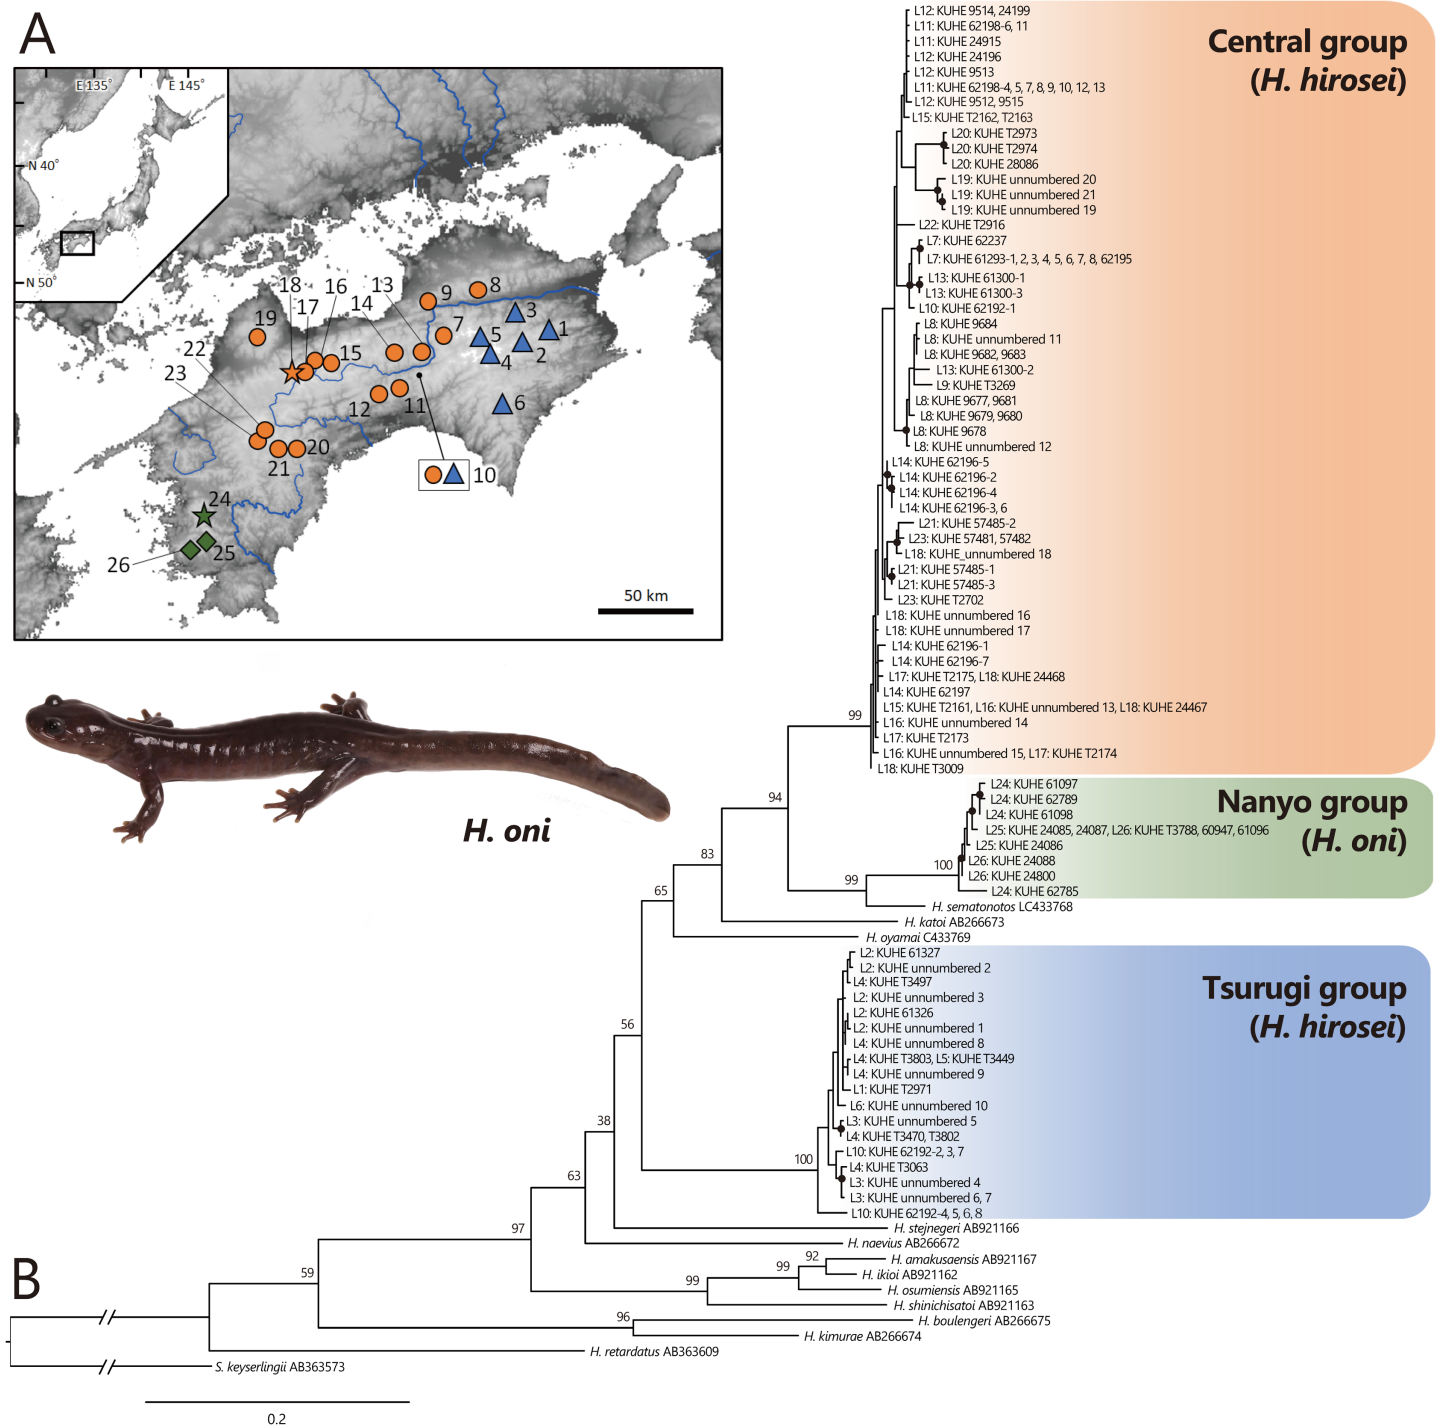 A
E 135°
E 145°
N 40°
N 50°
18
17
16
14
13
9
8
3
1
7
5
2
4
19
15
22
23
12
11
6
10
21
20
24
25
26
50 km
H. oni
L12: KUHE 9514, 24199
L11: KUHE 62198-6, 11
L11: KUHE 24915
L12: KUHE 24196
L12: KUHE 9513
L11: KUHE 62198-4, 5, 7, 8, 9, 10, 12, 13
L12: KUHE 9512, 9515
L15: KUHE T2162, T2163
L20: KUHE T2973
L20: KUHE T2974
L20: KUHE 28086
L19: KUHE unnumbered 20
L19: KUHE unnumbered 21
L19: KUHE unnumbered 19
L22: KUHE T2916
L7: KUHE 62237
L7: KUHE 61293-1, 2, 3, 4, 5, 6, 7, 8, 62195
L13: KUHE 61300-1
L13: KUHE 61300-3
L10: KUHE 62192-1
L8: KUHE 9684
L8: KUHE unnumbered 11
L8: KUHE 9682, 9683
L13: KUHE 61300-2
L9: KUHE T3269
L8: KUHE 9677, 9681
L8: KUHE 9679, 9680
L8: KUHE 9678
L8: KUHE unnumbered 12
L14: KUHE 62196-5
L14: KUHE 62196-2
L14: KUHE 62196-4
L14: KUHE 62196-3, 6
L21: KUHE 57485-2
L23: KUHE 57481, 57482
L18: KUHE_unnumbered 18
L21: KUHE 57485-1
L21: KUHE 57485-3
L23: KUHE T2702
L18: KUHE unnumbered 16
L18: KUHE unnumbered 17
L14: KUHE 62196-1
L14: KUHE 62196-7
L17: KUHE T2175, L18: KUHE 24468
L14: KUHE 62197
L15: KUHE T2161, L16: KUHE unnumbered 13, L18: KUHE 24467
L16: KUHE unnumbered 14
L17: KUHE T2173
L16: KUHE unnumbered 15, L17: KUHE T2174
L18: KUHE T3009
Central group
(H. hirosei)
L24: KUHE 61097
L24: KUHE 62789
L24: KUHE 61098
L25: KUHE 24085, 24087, L26: KUHE T3788, 60947, 61096
L25: KUHE 24086
L26: KUHE 24088
L26: KUHE 24800
L24: KUHE 62785
Nanyo group
(H. oni)
H. sematonotos LC433768
H. katoi AB266673
H. oyamai C433769
L2: KUHE 61327
L2: KUHE unnumbered 2
L4: KUHE T3497
L2: KUHE unnumbered 3
L2: KUHE 61326
L2: KUHE unnumbered 1
L4: KUHE unnumbered 8
L4: KUHE T3803, L5: KUHE T3449
L4: KUHE unnumbered 9
L1: KUHE T2971
L6: KUHE unnumbered 10
L3: KUHE unnumbered 5
L4: KUHE T3470, T3802
L10: KUHE 62192-2, 3, 7
L4: KUHE T3063
L3: KUHE unnumbered 4
L3: KUHE unnumbered 6, 7
L10: KUHE 62192-4, 5, 6, 8
Tsurugi group
(H. hirosei)
H. stejnegeri AB921166
H. naevius AB266672
H. amakusaensis AB921167
H. ikioi AB921162
H. osumiensis AB921165
H. shinichisatoi AB921163
H. boulengeri AB266675
H. kimurae AB266674
H. retardatus AB363609
S. keyserlingii AB363573
99
94
83
99
100
65
56
38
100
63
97
92
99
99
59
96
B
0.2